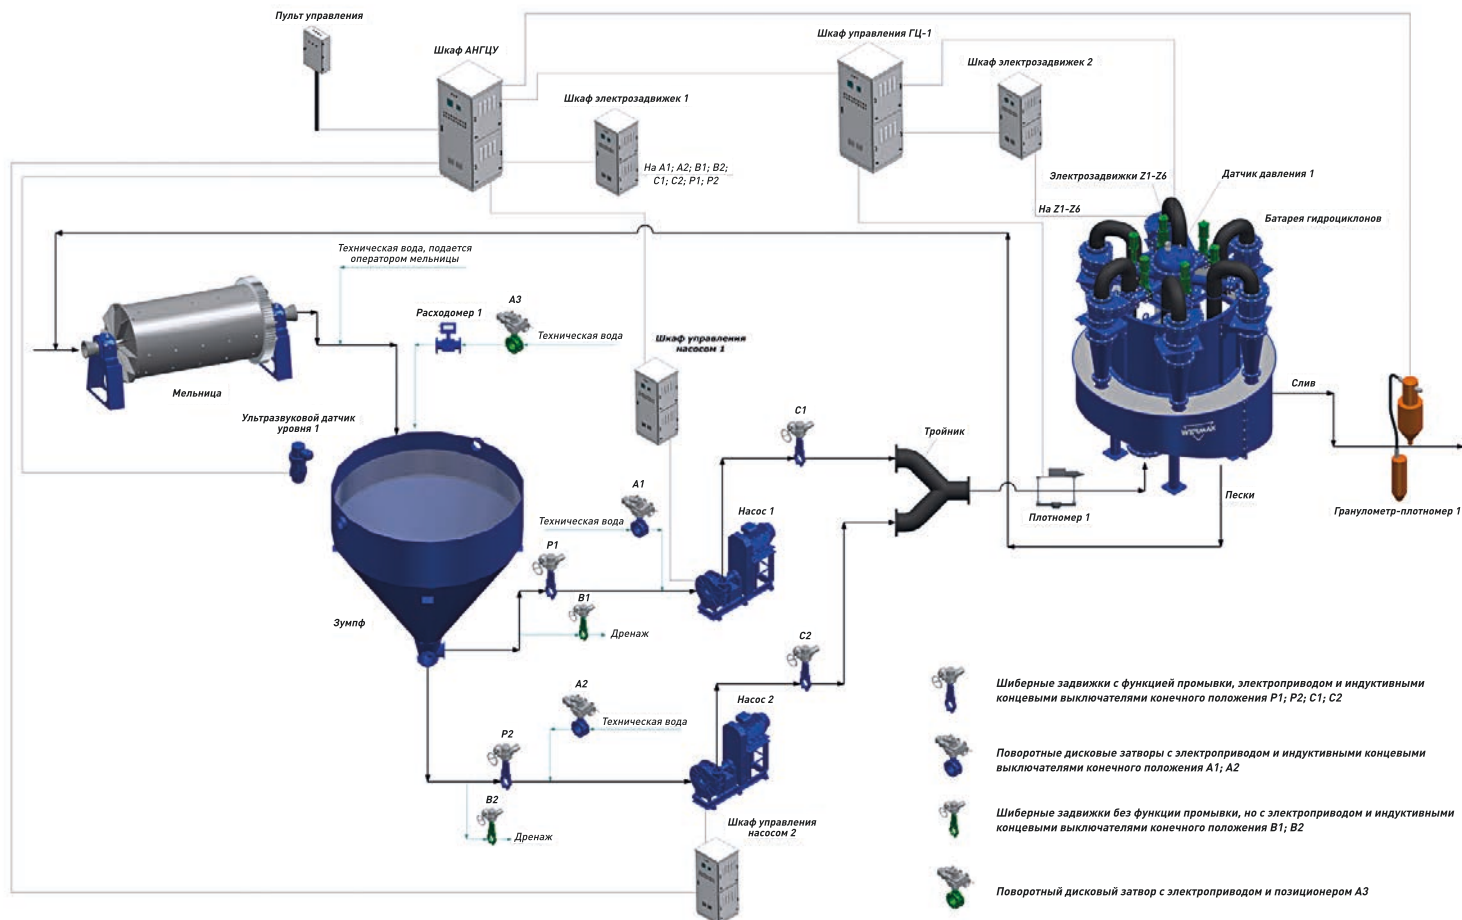 Пульт управления
Шкаф АНГЦУ
Шкаф управления ГЦ-1
Шкаф электрозадвижек 2
Шкаф электрозадвижек 1
На А1; А2; В1; В2;
С1; С2; Р1; Р2
Электрозадвижки Z1-Z6
Датчик давления 1
На Z1-Z6
Батарея гидроциклонов
Техническая вода, подается
оператором мельницы
А3
Расходомер 1
Техническая вода
Шкаф управления
насосом 1
Мельница
Ультразвуковой датчик
уровня 1
С1
Тройник
Слив
WEPMAX
А1
Техническая вода
Насос 1
Плотномер 1
Пески
Гранулометр-плотномер 1
Р1
В1
Дренаж
Зумпф
С2
А2
Техническая вода
Насос 2
Р2
В2
Дренаж
Шкаф управления
насосом 2
Шиберные задвижки с функцией промывки, электроприводом и индуктивными
концевыми выключателями конечного положения Р1; Р2; С1; С2
Поворотные дисковые затворы с электроприводом и индуктивными концевыми
выключателями конечного положения А1; А2
Шиберные задвижки без функции промывки, но с электроприводом и индуктивными
концевыми выключателями конечного положения В1; В2
Поворотный дисковый затвор с электроприводом и позиционером А3